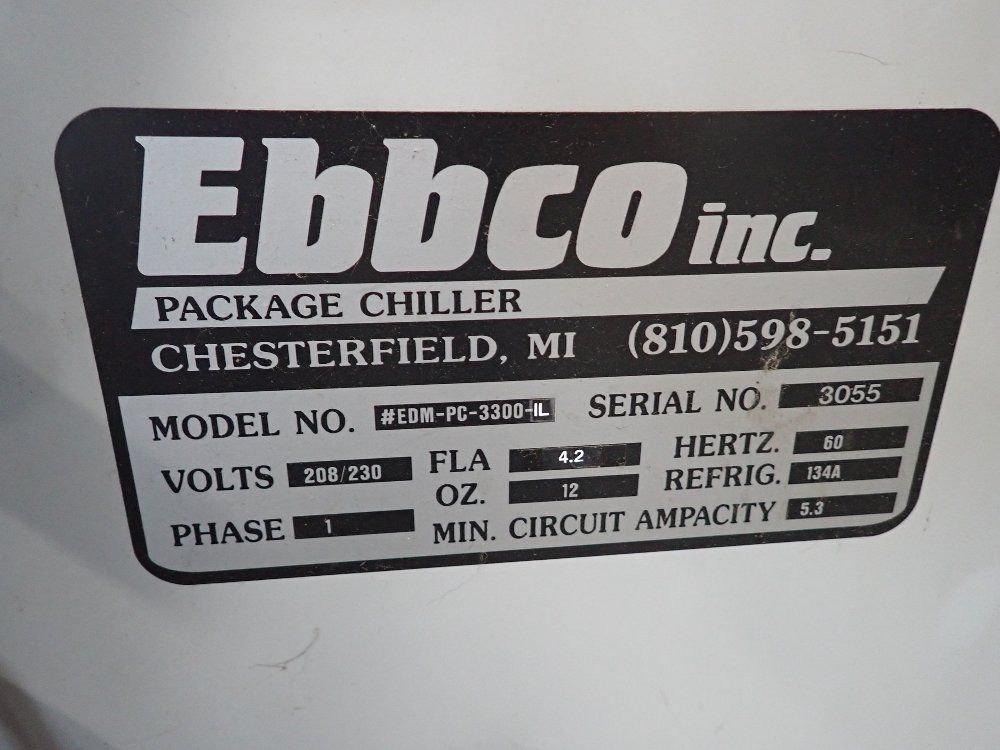 Ebbco inc.
PACKAGE CHILLER
CHESTERFIELD, MI (810)598-5151
MODEL NO. #EDM-PC-3300-IL SERIAL NO. 3055
VOLTS 208/230 FLA 4.2 HERTZ. 60
OZ. 12 REFRIG. 134A
PHASE 1 MIN. CIRCUIT AMPACITY 5.3